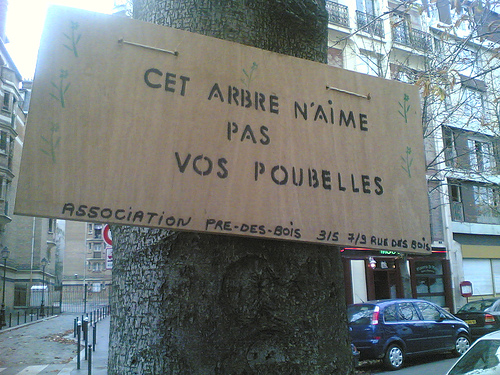 CET ARBRE N'AIME
PAS
VOS POUBELLES
ASSOCIATION PRE-DES-BOIS 3/5 7/9 RUE DES BOIS